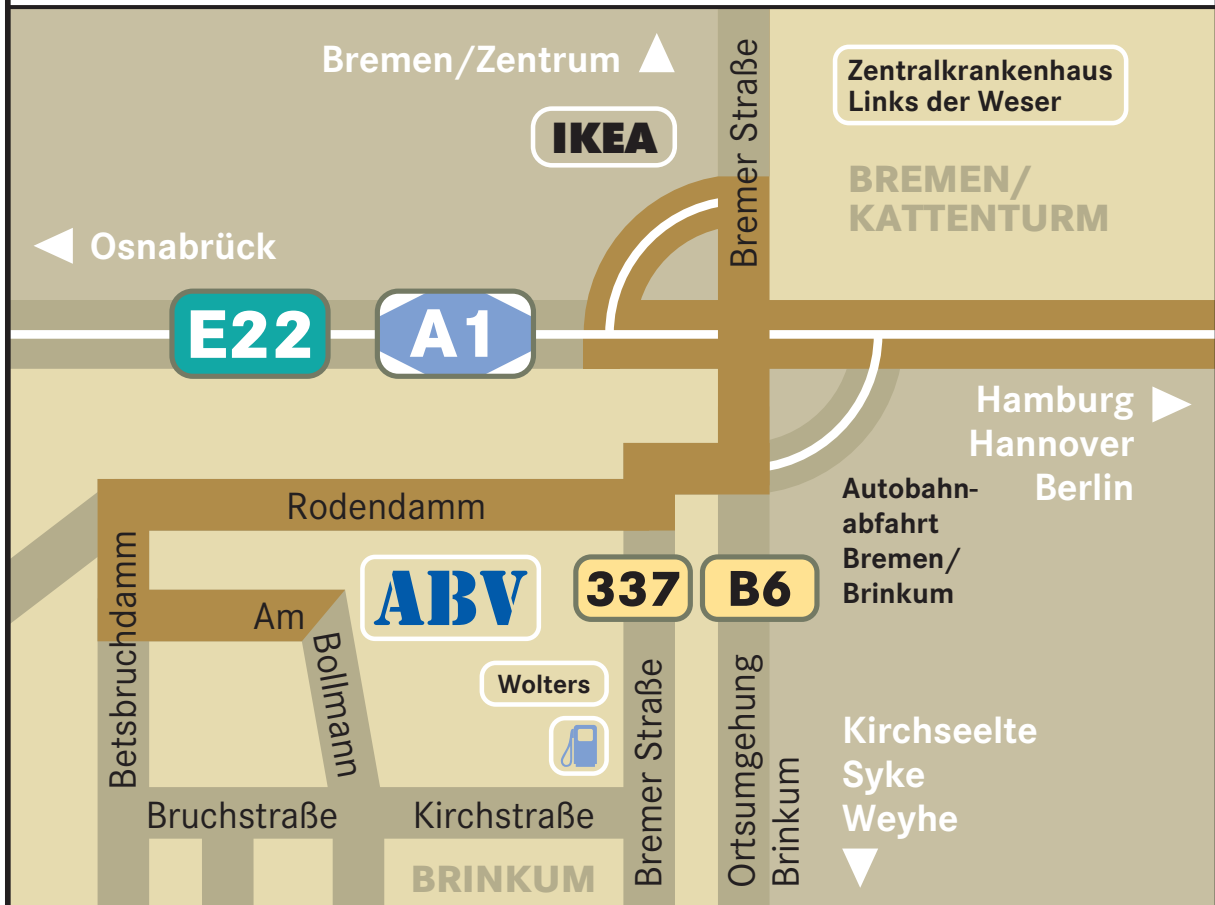 Bremen/Zentrum
Bremer Straße
Zentralkrankenhaus
Links der Weser
IKEA
BREMEN/
KATTENTURM
Osnabrück
E22
A1
Hamburg
Hannover
Berlin
Autobahn-
abfahrt
Bremen/
Brinkum
Rodendamm
Betsbruchdamm
Am
Bollmann
ABV
337
B6
Wolters
Bremer Straße
Ortsumgehung
Brinkum
Kirchseelte
Syke
Weyhe
Bruchstraße
Kirchstraße
BRINKUM